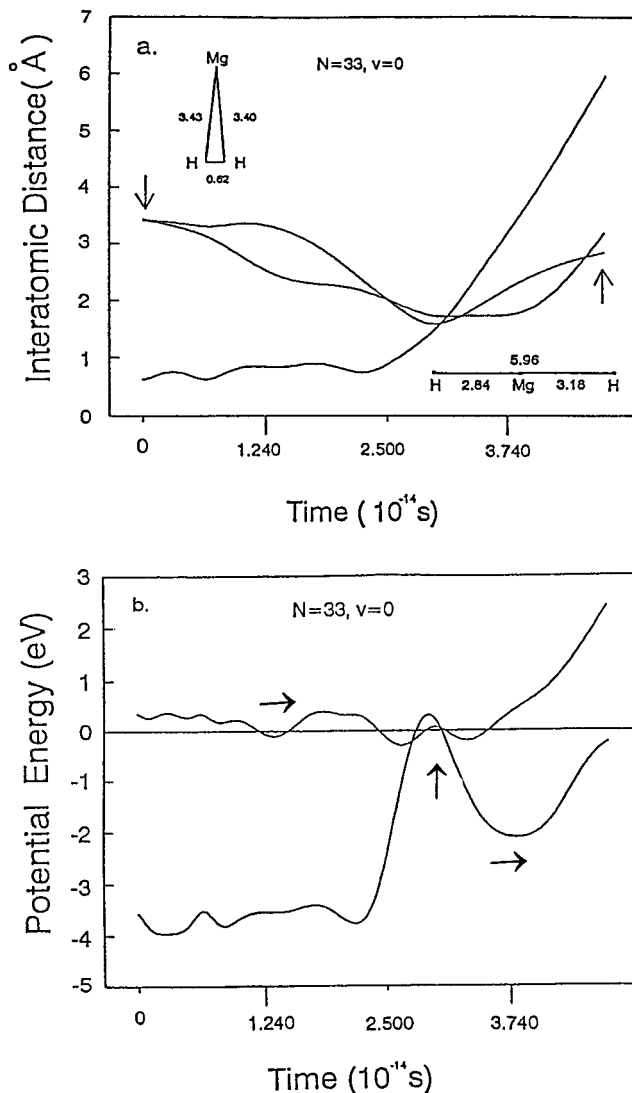 7
a.
Mg
N=33, v=0
6
5
3.43
3.40
H
H
0.62
4
3
2
5.96
1
H
2.84
Mg
3.18
H
0
Interatomic Distance(Å)
0
1.240
2.500
3.740
Time (10⁻¹⁴s)
3
b.
N=33, v=0
2
1
0
-1
-2
-3
-4
-5
Potential Energy (eV)
0
1.240
2.500
3.740
Time (10⁻¹⁴s)